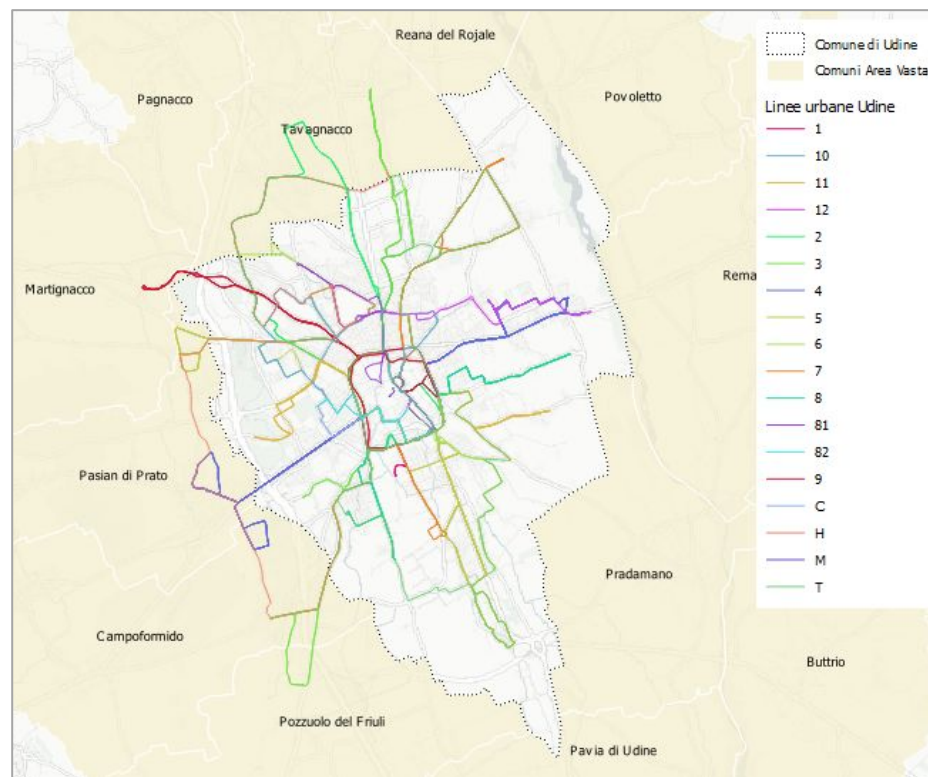 Reana del Rojale
Comune di Udine
Comuni Area Vasta
Pagnacco
Povoletto
Linee urbane Udine
Tavagnacco
1
10
11
12
2
3
Martignacco
Rema
4
5
6
7
8
81
82
9
Pasian di Prato
C
H
M
T
Pradamano
Campoformido
Buttrio
Pozzuolo del Friuli
Pavia di Udine